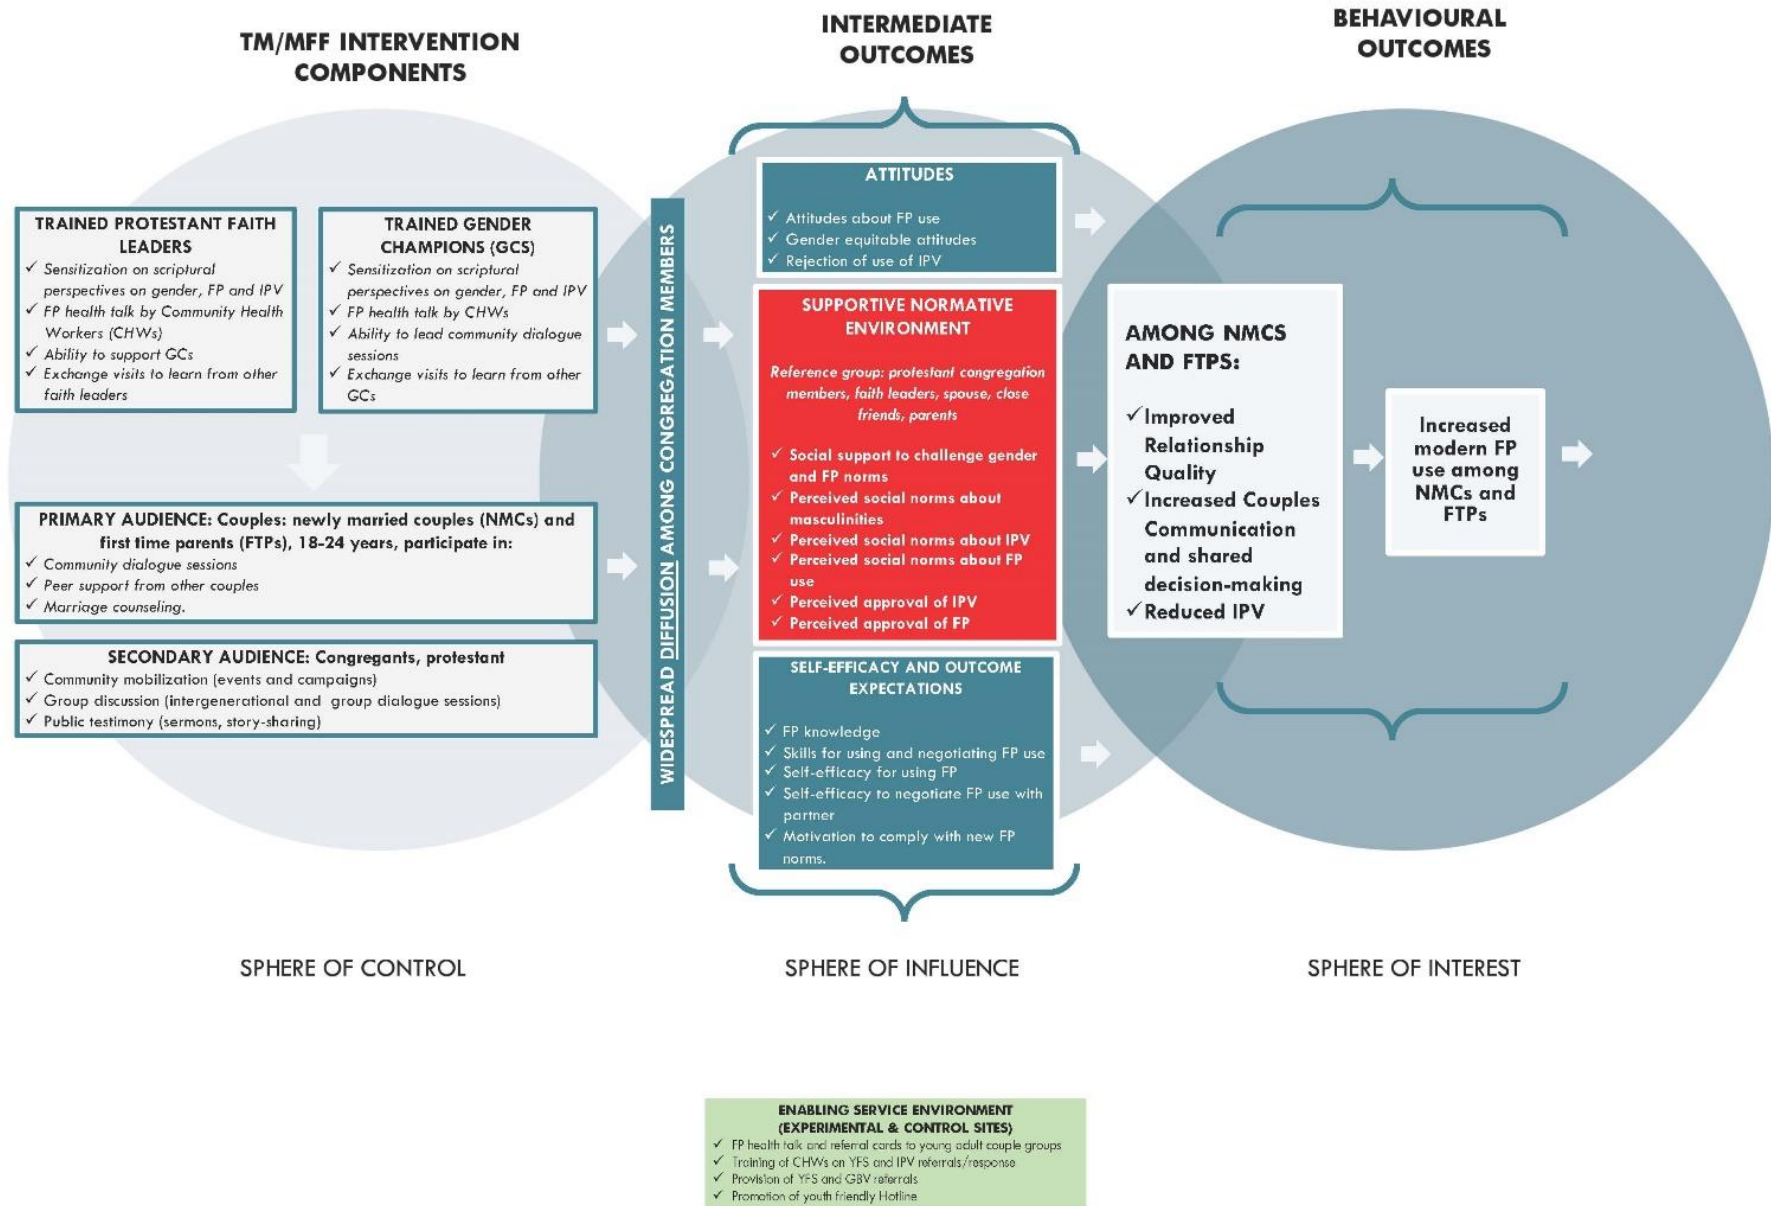 TM/MFF INTERVENTION
COMPONENTS
INTERMEDIATE
OUTCOMES
BEHAVIOURAL
OUTCOMES
TRAINED PROTESTANT FAITH
LEADERS
✓ Sensitization on scriptural
perspectives on gender, FP and IPV
✓ FP health talk by Community Health
Workers (CHWs)
✓ Ability to support GCs
✓ Exchange visits to learn from other
faith leaders
TRAINED GENDER
CHAMPIONS (GCS)
✓ Sensitization on scriptural
perspectives on gender, FP and IPV
✓ FP health talk by CHWs
✓ Ability to lead community dialogue
sessions
✓ Exchange visits to learn from other
GCs
PRIMARY AUDIENCE: Couples: newly married couples (NMCs) and
first time parents (FTPs), 18-24 years, participate in:
✓ Community dialogue sessions
✓ Peer support from other couples
✓ Marriage counseling.
SECONDARY AUDIENCE: Congregants, protestant
✓ Community mobilization (events and campaigns)
✓ Group discussion (intergenerational and group dialogue sessions)
✓ Public testimony (sermons, story-sharing)
WIDESPREAD DIFFUSION AMONG CONGREGATION MEMBERS
ATTITUDES
✓ Attitudes about FP use
✓ Gender equitable attitudes
✓ Rejection of use of IPV
SUPPORTIVE NORMATIVE
ENVIRONMENT
Reference group: protestant congregation
members, faith leaders, spouse, close
friends, parents
✓ Social support to challenge gender
and FP norms
✓ Perceived social norms about
masculinities
✓ Perceived social norms about IPV
✓ Perceived social norms about FP
use
✓ Perceived approval of IPV
✓ Perceived approval of FP
SELF-EFFICACY AND OUTCOME
EXPECTATIONS
✓ FP knowledge
✓ Skills for using and negotiating FP use
✓ Self-efficacy for using FP
✓ Self-efficacy to negotiate FP use with
partner
✓ Motivation to comply with new FP
norms.
AMONG NMCS
AND FTPS:
✓ Improved
Relationship
Quality
✓ Increased Couples
Communication
and shared
decision-making
✓ Reduced IPV
Increased
modern FP
use among
NMCs and
FTPs
SPHERE OF CONTROL
SPHERE OF INFLUENCE
SPHERE OF INTEREST
ENABLING SERVICE ENVIRONMENT
(EXPERIMENTAL & CONTROL SITES)
✓ FP health talk and referral cards to young adult couple groups
✓ Training of CHWs on YFS and IPV referrals/response
✓ Provision of YFS and GBV referrals
✓ Promotion of youth friendly Hotline